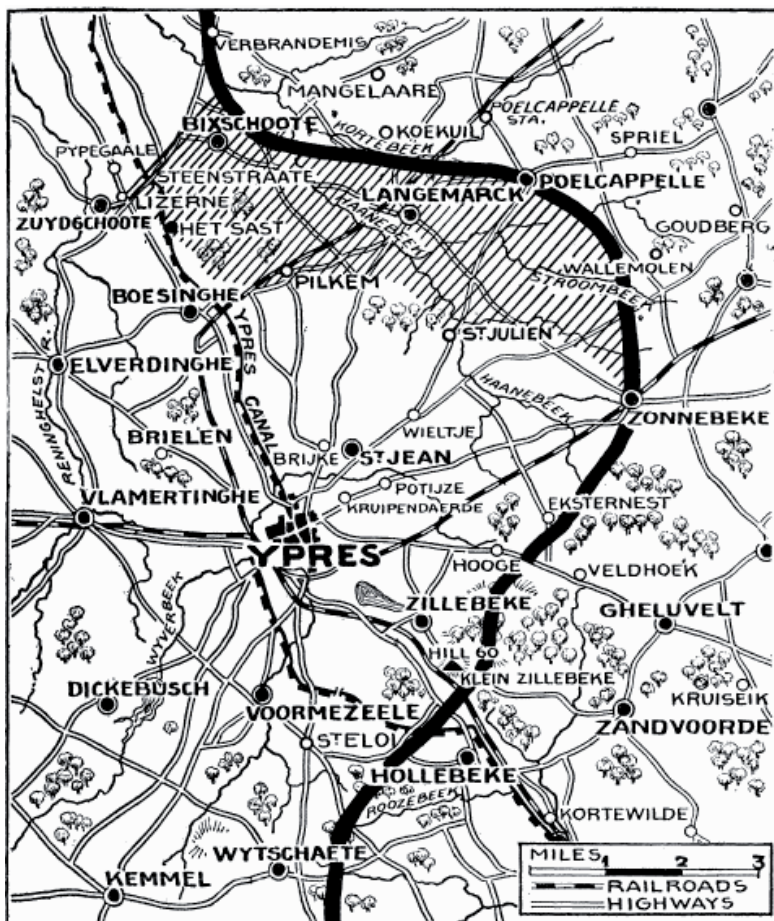 VERBRANDEMIS
MANGELAARE
POELCAPPELLE
STA.
BIXSCHOOTE
KORTEBEEK
KOEKUIL
SPRIEL
PYPEGAALE
STEENSTRAATE
LIZERNE
LANGEMARCK
POELCAPPELLE
ZUYDSCHOOTE
HET SAST
HAANEBEEK
GOUDBERG
WALLEMOLEN
PILKEM
STROOMBEEK
BOESINGHE
ST JULIEN
RENINGHELST R.
ELVERDINGHE
YPRES CANAL
HAANEBEEK
ZONNEBEKE
BRIELEN
WIELTJE
BRIJKE
ST JEAN
POTIJZE
VLAMERTINGHE
KRUIPENDAERDE
EKSTERNEST
YPRES
HOOGE
VELDHOEK
WYVERBEEK
ZILLEBEKE
GHELUVELT
HILL 60
KLEIN ZILLEBEKE
DICKEBUSCH
KRUISEIK
VOORMEZEELE
ZANDVOORDE
ST ELOI
HOLLEBEKE
ROOZEBEEK
KORTEWILDE
WYTSCHAETE
KEMMEL
MILES 1 2 3
RAILROADS
HIGHWAYS